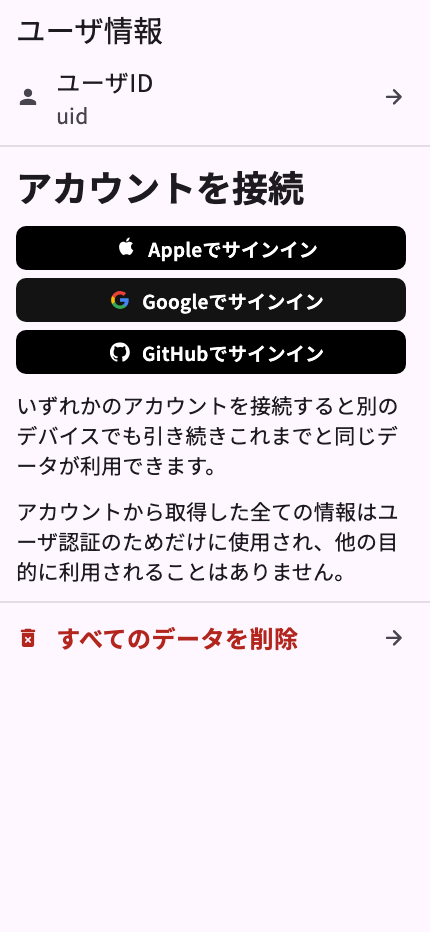 ユーザ情報
ユーザID
uid
アカウントを接続
Appleでサインイン
Googleでサインイン
GitHubでサインイン
いずれかのアカウントを接続すると別の
デバイスでも引き続きこれまでと同じデ
ータが利用できます。
アカウントから取得した全ての情報はユ
ーザ認証のためだけに使用され、他の目
的に利用されることはありません。
すべてのデータを削除